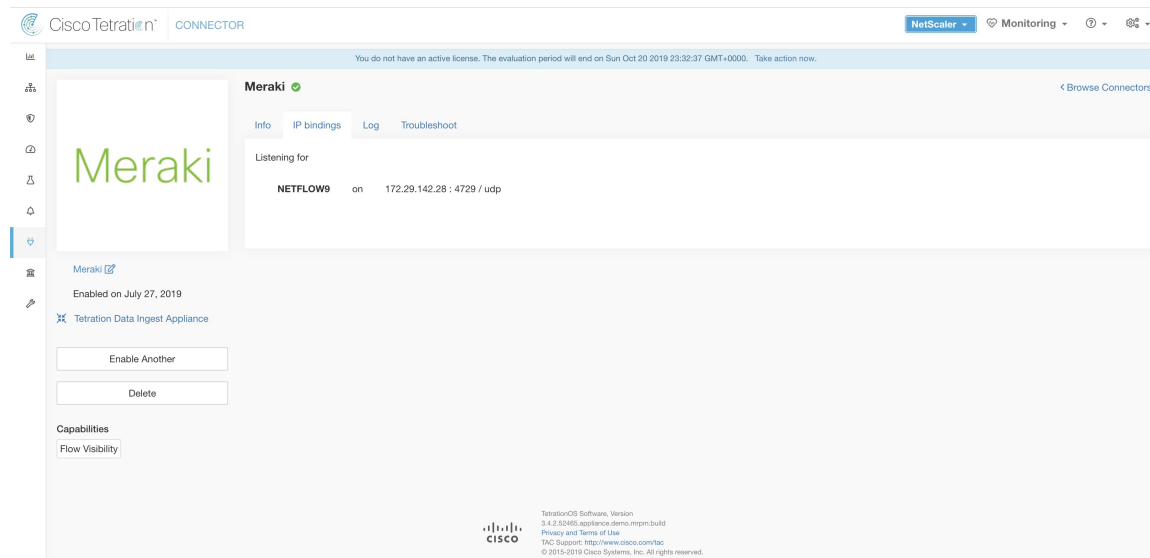 Cisco Tetration™ CONNECTOR NetScaler Monitoring
You do not have an active license. The evaluation period will end on Sun Oct 20 2019 23:32:37 GMT+0000. Take action now.
Meraki
Meraki < Browse Connectors
Info IP bindings Log Troubleshoot
Listening for
NETFLOW9 on 172.29.142.28 : 4729 / udp
Meraki
Enabled on July 27, 2019
Tetration Data Ingest Appliance
Enable Another
Delete
Capabilities
Flow Visibility
CISCO
TetrationOS Software, Version
3.4.2.52465.appliance.demo.mrpm.build
Privacy and Terms of Use
TAC Support: http://www.cisco.com/tac
© 2015-2019 Cisco Systems, Inc. All rights reserved.